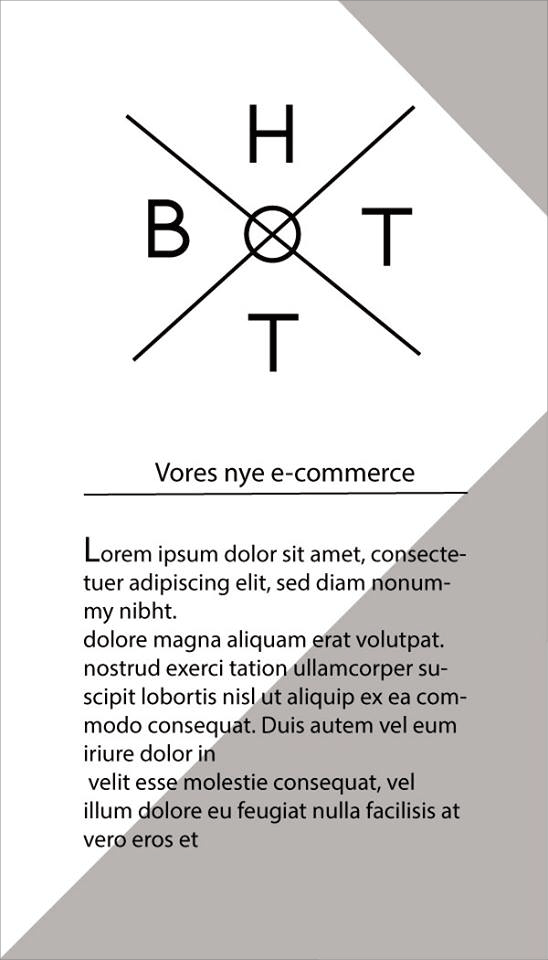 H
B T
T
Vores nye e-commerce
Lorem ipsum dolor sit amet, consecte-
tuer adipiscing elit, sed diam nonum-
my nibht.
dolore magna aliquam erat volutpat.
nostrud exerci tation ullamcorper su-
scipit lobortis nisl ut aliquip ex ea com-
modo consequat. Duis autem vel eum
iriure dolor in
velit esse molestie consequat, vel
illum dolore eu feugiat nulla facilisis at
vero eros et